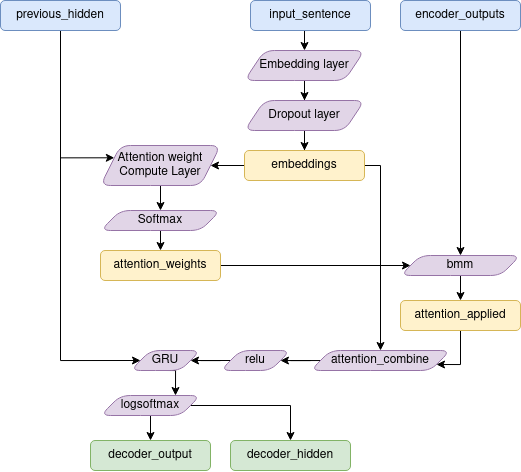 previous_hidden
input_sentence
encoder_outputs
Embedding layer
Dropout layer
Attention weight
Compute Layer
embeddings
Softmax
attention_weights
bmm
attention_applied
GRU
relu
attention_combine
logsoftmax
decoder_output
decoder_hidden